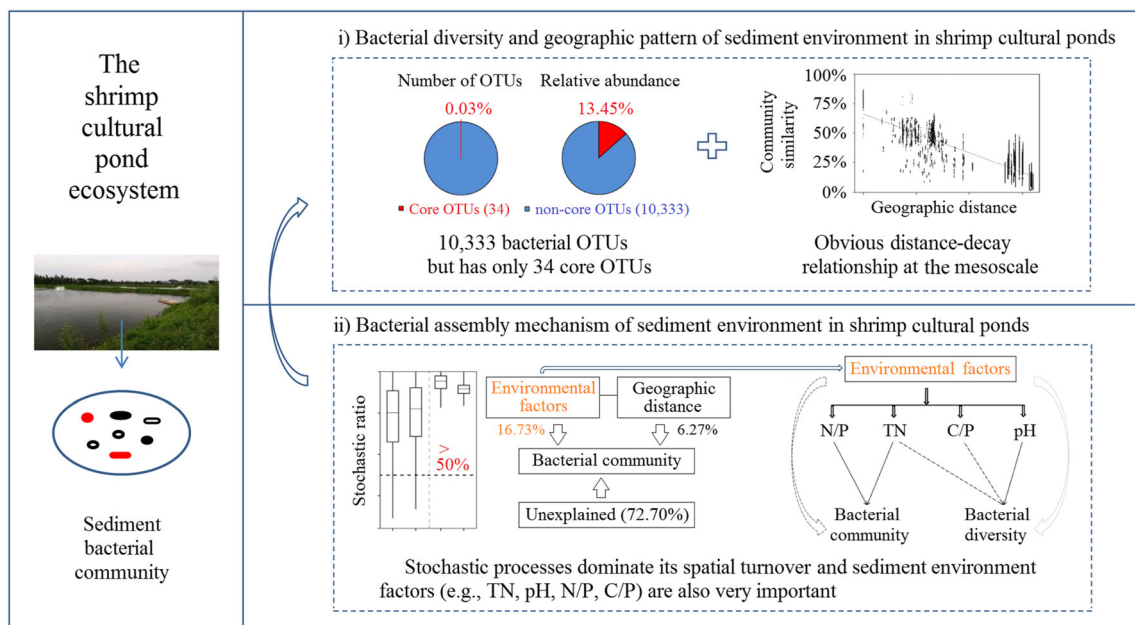 The
shrimp
cultural
pond
ecosystem
Sediment
bacterial
community
i) Bacterial diversity and geographic pattern of sediment environment in shrimp cultural ponds
Number of OTUs
0.03%
Relative abundance
13.45%
Core OTUs (34)
non-core OTUs (10,333)
10,333 bacterial OTUs
but has only 34 core OTUs
Community
similarity
100%
75%
50%
25%
0%
Geographic distance
Obvious distance-decay
relationship at the mesoscale
ii) Bacterial assembly mechanism of sediment environment in shrimp cultural ponds
Stochastic ratio
>
50%
Environmental
factors
Geographic
distance
16.73%
6.27%
Bacterial community
Unexplained (72.70%)
Environmental factors
N/P TN C/P pH
Bacterial
community
Bacterial
diversity
Stochastic processes dominate its spatial turnover and sediment environment
factors (e.g., TN, pH, N/P, C/P) are also very important